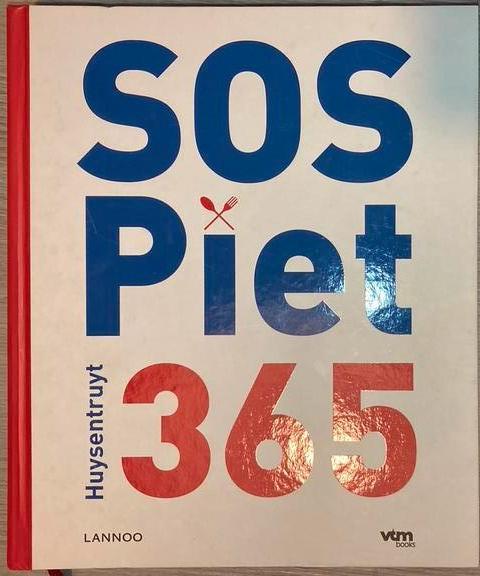 SOS
Piet
Huysentruyt
365
LANNOO
vtm
books